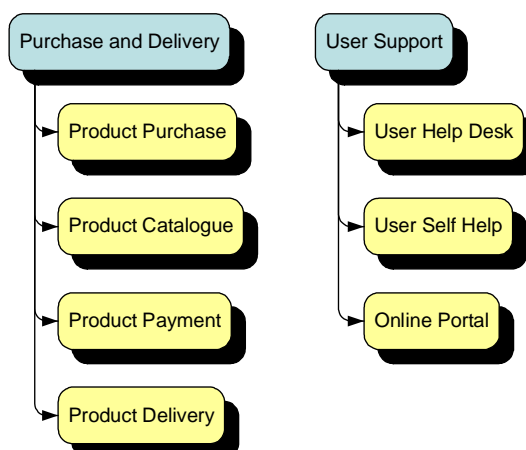 Purchase and Delivery
Product Purchase
Product Catalogue
Product Payment
Product Delivery
User Support
User Help Desk
User Self Help
Online Portal